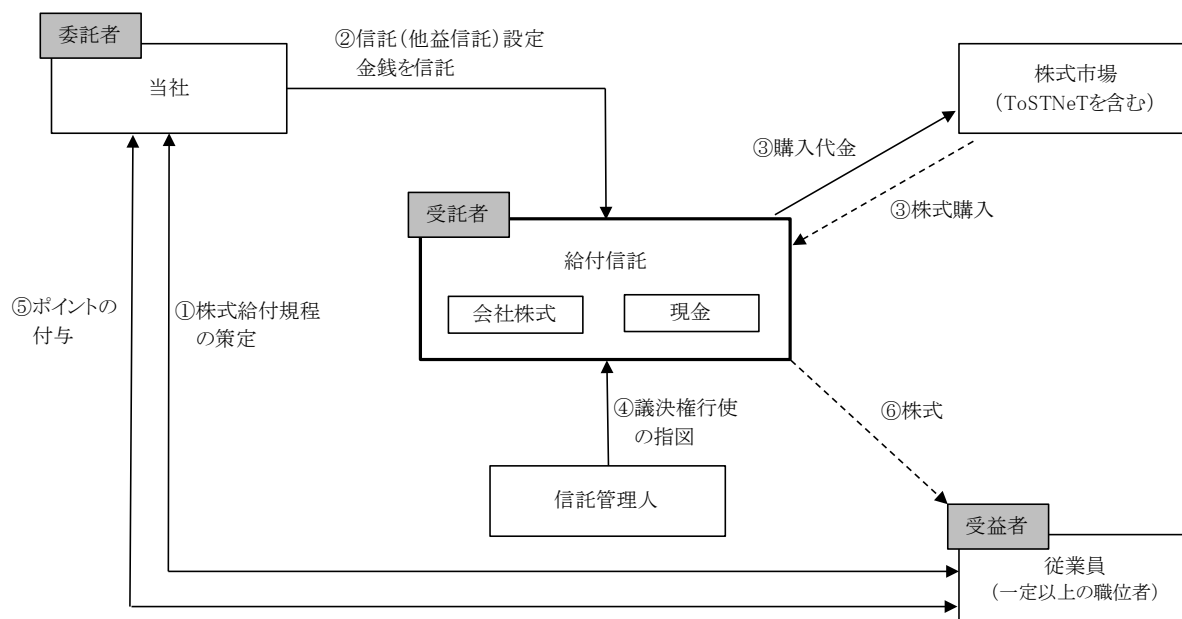 委託者
当社
②信託(他益信託)設定
金銭を信託
株式市場
(ToSTNeTを含む)
③購入代金
③株式購入
受託者
給付信託
会社株式
現金
⑤ポイントの
付与
①株式給付規程
の策定
④議決権行使
の指図
⑥株式
信託管理人
受益者
従業員
(一定以上の職位者)